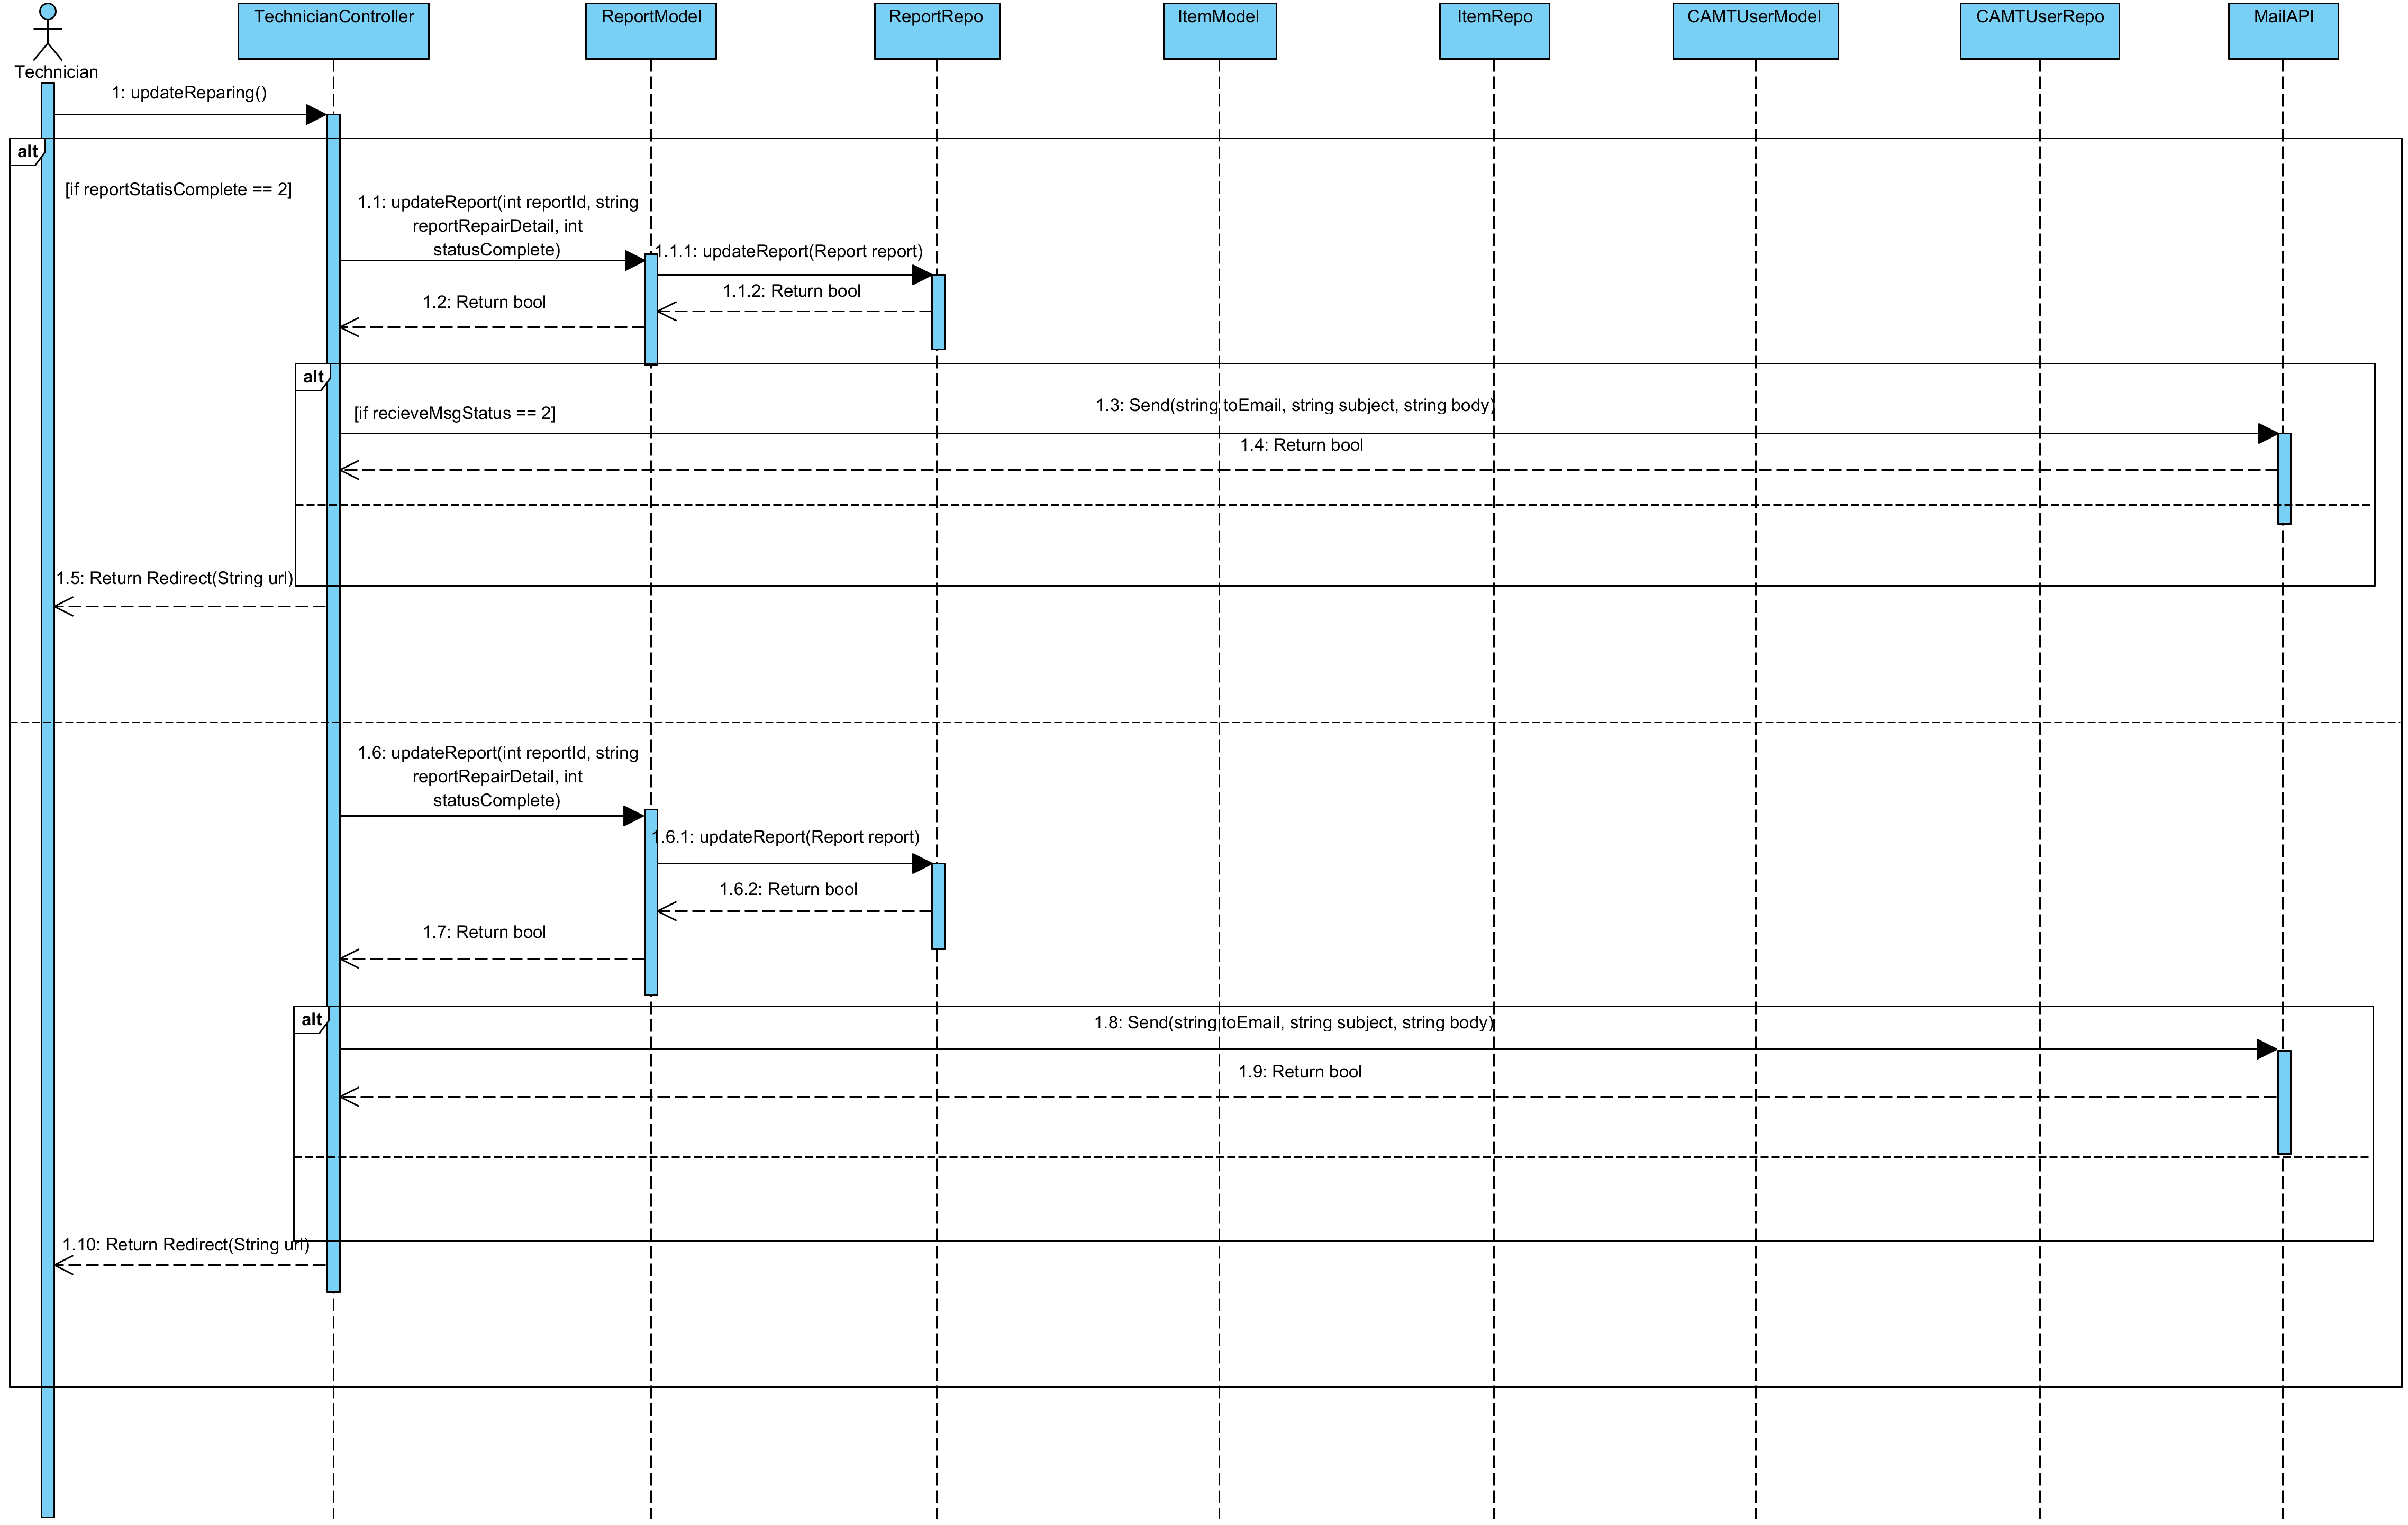 TechnicianController
ReportModel
ReportRepo
ItemModel
ItemRepo
CAMTUserModel
CAMTUserRepo
MailAPI
Technician
1: updateReparing()
alt
[if reportStatisComplete == 2]
1.1: updateReport(int reportId, string
reportRepairDetail, int
statusComplete)
1.1.1: updateReport(Report report)
1.1.2: Return bool
1.2: Return bool
alt
[if recieveMsgStatus == 2]
1.3: Send(string toEmail, string subject, string body)
1.4: Return bool
1.5: Return Redirect(String url)
1.6: updateReport(int reportId, string
reportRepairDetail, int
statusComplete)
1.6.1: updateReport(Report report)
1.6.2: Return bool
1.7: Return bool
alt
1.8: Send(string toEmail, string subject, string body)
1.9: Return bool
1.10: Return Redirect(String url)